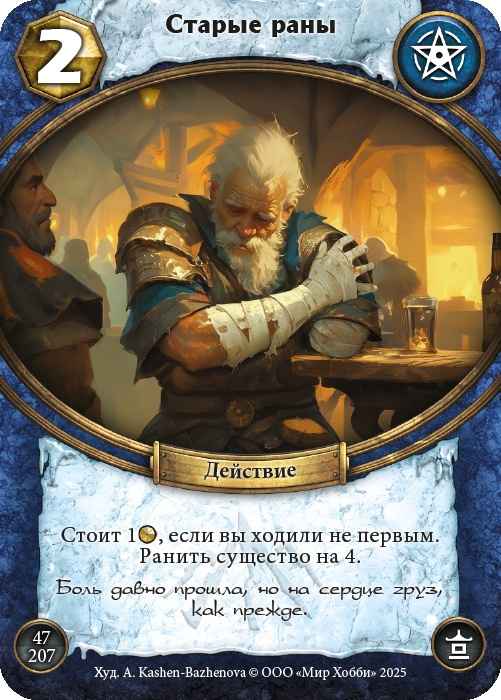 2
Старые раны
Действие
Стоит 1, если вы ходили не первым.
Ранить существо на 4.
Боль давно прошла, но на сердце груз,
как прежде.
47
207
Худ. A. Kashen-Bazhenova © ООО «Мир Хобби» 2025